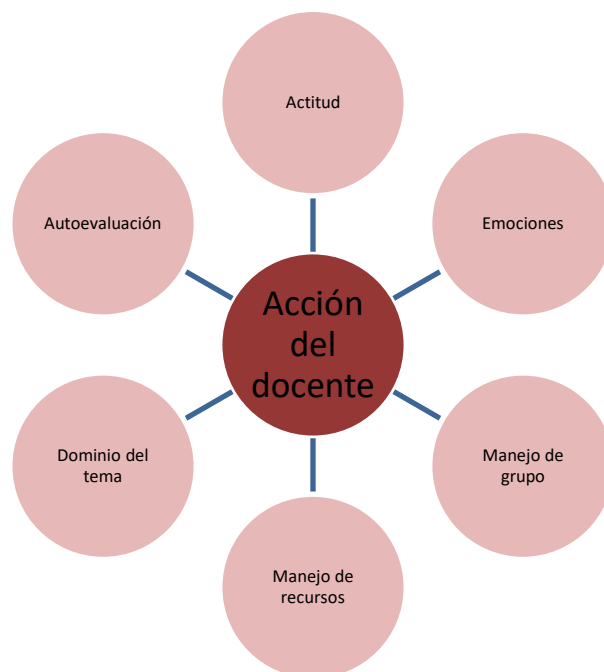 Actitud
Autoevaluación
Emociones
Acción
del
docente
Dominio del
tema
Manejo de
grupo
Manejo de
recursos